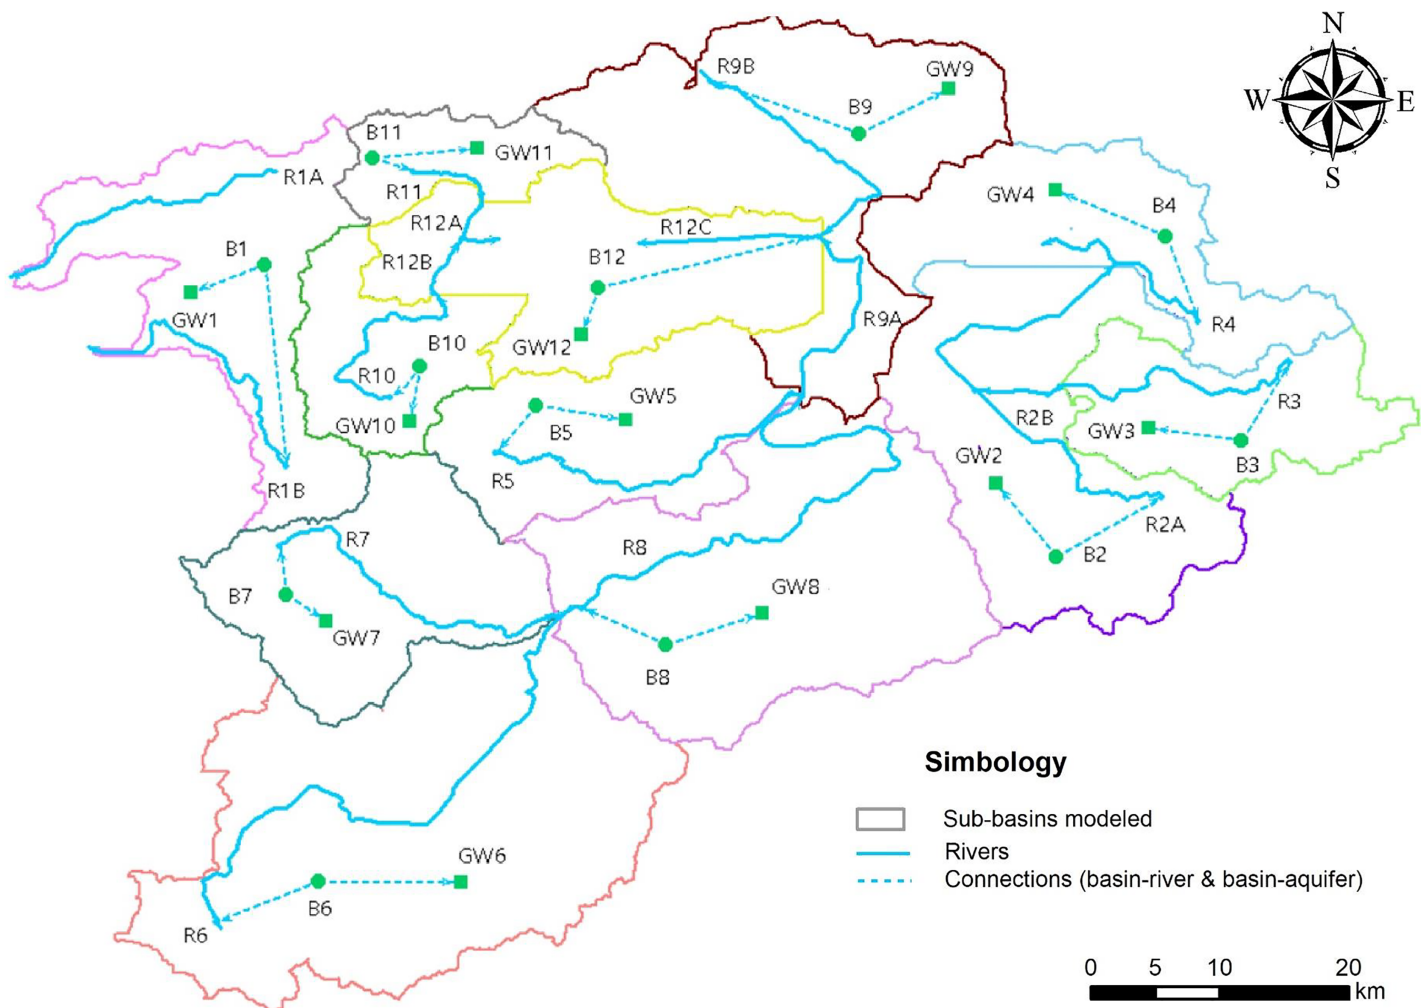 N
W E
S
R9B
GW9
B9
B11
GW11
R1A
R11
GW4
B4
R12A
R12C
B1
R12B
B12
GW1
R9A
R4
B10
GW12
R10
GW5
R3
R2B
GW10
B5
GW3
GW2
B3
R5
R1B
R2A
R7
R8
B2
B7
GW8
GW7
B8
Simbology
Sub-basins modeled
Rivers
Connections (basin-river & basin-aquifer)
GW6
B6
R6
0 5 10 20
km